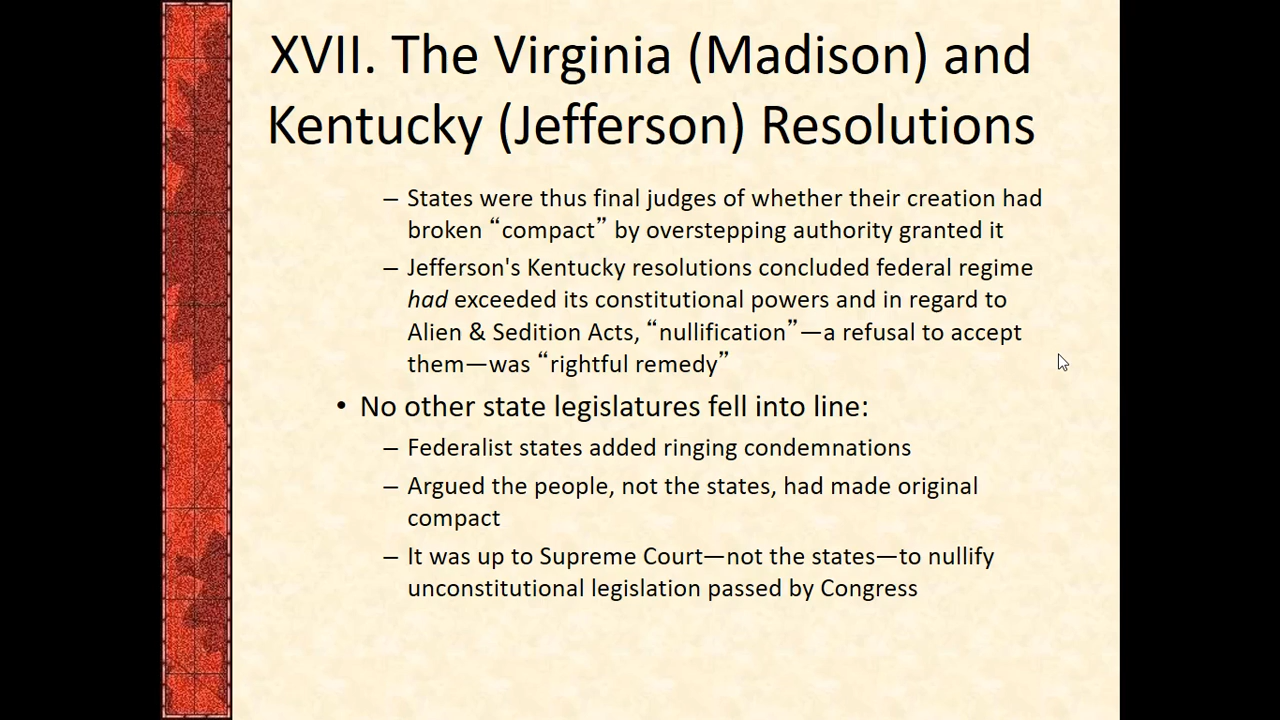 XVII. The Virginia (Madison) and
Kentucky (Jefferson) Resolutions
– States were thus final judges of whether their creation had
broken “compact” by overstepping authority granted it
– Jefferson's Kentucky resolutions concluded federal regime
had exceeded its constitutional powers and in regard to
Alien & Sedition Acts, “nullification”—a refusal to accept
them—was “rightful remedy”
• No other state legislatures fell into line:
– Federalist states added ringing condemnations
– Argued the people, not the states, had made original
compact
– It was up to Supreme Court—not the states—to nullify
unconstitutional legislation passed by Congress